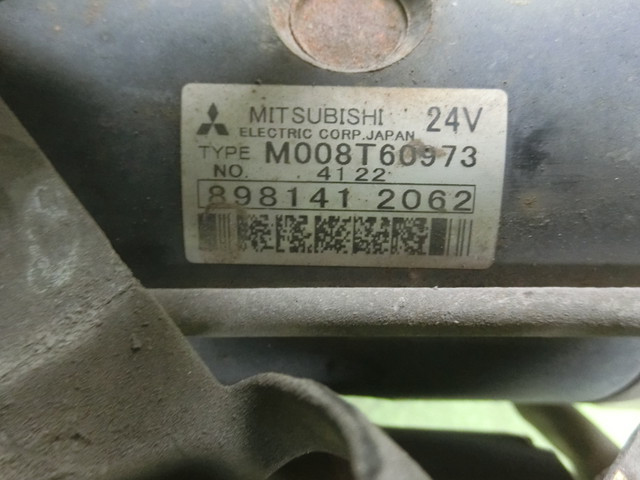 MITSUBISHI 24V
ELECTRIC CORP.JAPAN
TYPE M008T60973
NO. 4122
898141 2062